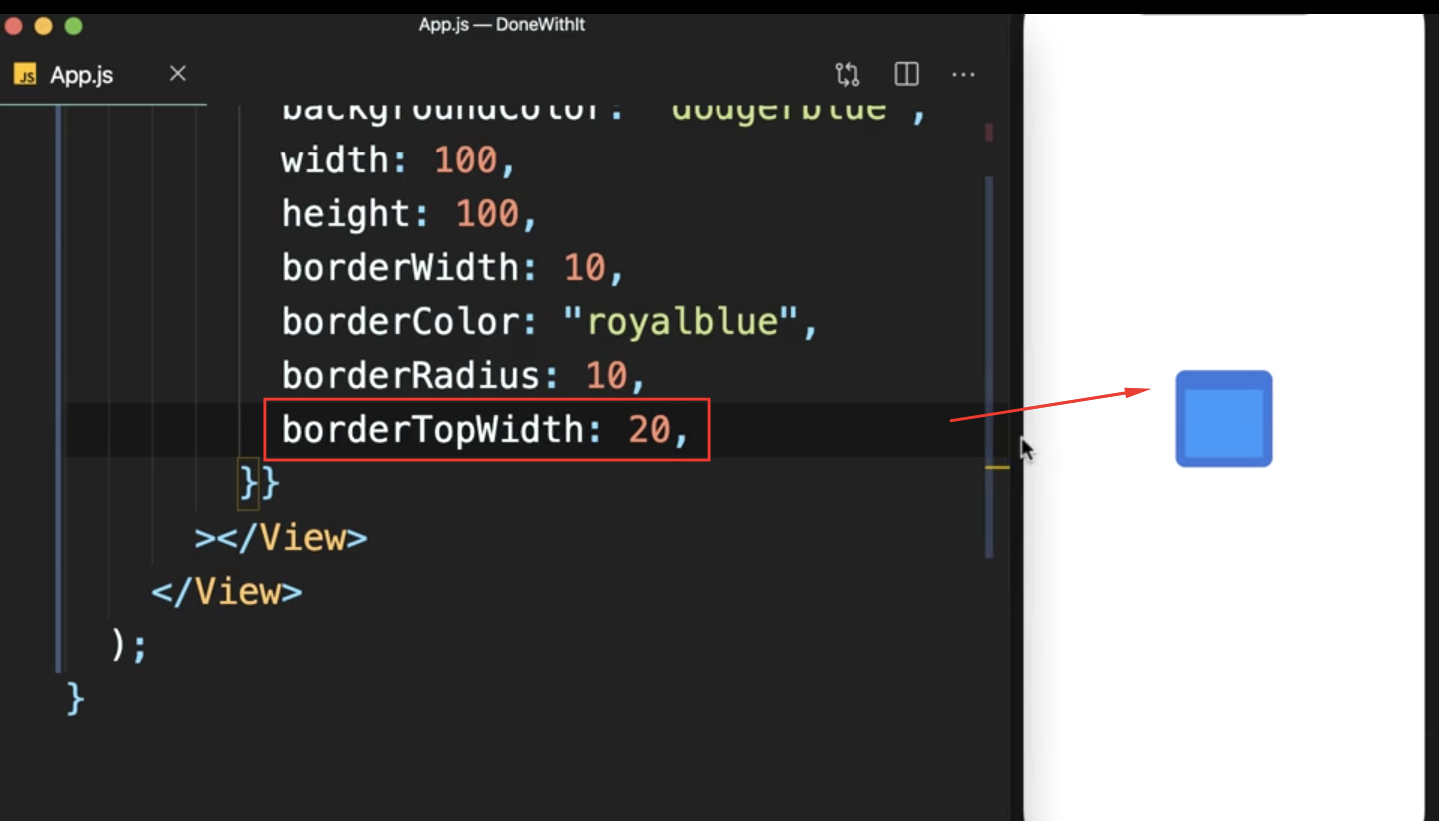 App.js — DoneWithIt
JS App.js
backgroundColor: "dodgerblue",
width: 100,
height: 100,
borderWidth: 10,
borderColor: "royalblue",
borderRadius: 10,
borderTopWidth: 20,
}}
></View>
</View>
);
}